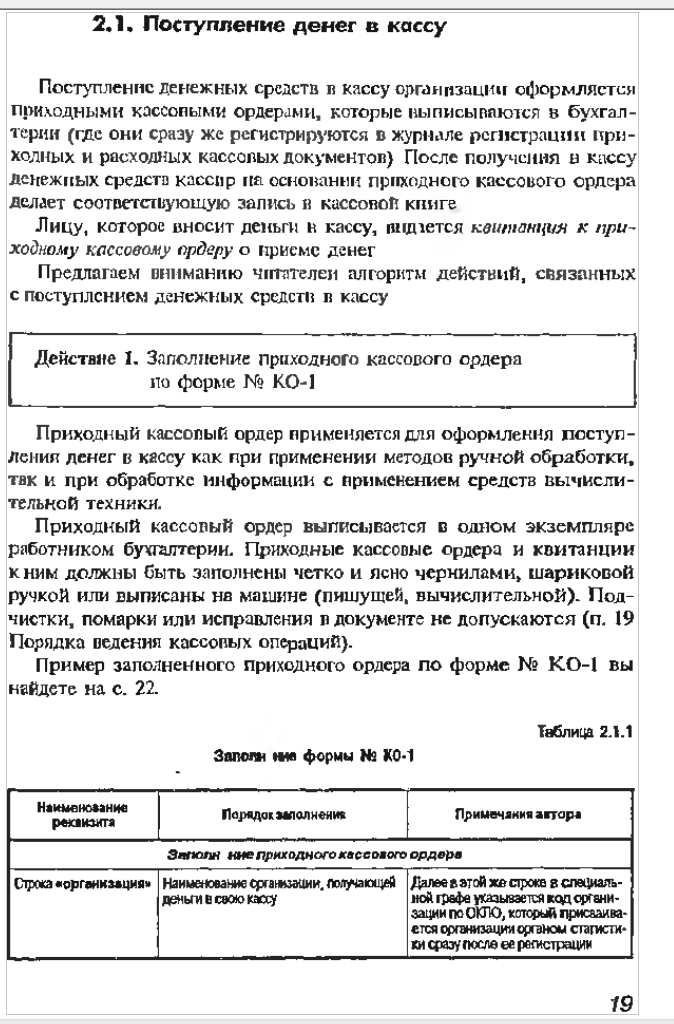 2.1. Поступление денег в кассу
Поступление денежных средств в кассу организации оформляется
приходными кассовыми ордерами, которые выписываются в бухгал-
терии (где они сразу же регистрируются в журнале регистрации при-
ходных и расходных кассовых документов) После получения в кассу
денежных средств кассир на основании приходного кассового ордера
делает соответствующую запись в кассовой книге
Лицу, которое вносит деньги в кассу, выдается квитанция к при-
ходному кассовому ордеру о приеме денег
Предлагаем вниманию читателей алгоритм действий, связанных
с поступлением денежных средств в кассу
Действие 1. Заполнение приходного кассового ордера
по форме № КО-1
Приходный кассовый ордер применяется для оформления поступ-
ления денег в кассу как при применении методов ручной обработки,
так и при обработке информации с применением средств вычисли-
тельной техники.
Приходный кассовый ордер выписывается в одном экземпляре
работником бухгалтерии. Приходные кассовые ордера и квитанции
к ним должны быть заполнены четко и ясно чернилами, шариковой
ручкой или выписаны на машине (пишущей, вычислительной). Под-
чистки, помарки или исправления в документе не допускаются (п. 19
Порядка ведения кассовых операций).
Пример заполненного приходного ордера по форме № КО-1 вы
найдете на с. 22.
Таблица 2.1.1
Заполн ние формы № КО-1
Наименование
реквизита
Порядок заполнения
Примечания автора
Заполн ние приходного кассового ордера
Строка «организация»
Наименование организации, получающей
деньги в свою кассу
Далее в этой же строке в специаль-
ной графе указывается код органи-
зации по ОКПО, который присваива-
ется организации органом статисти-
ки сразу после ее регистрации
19